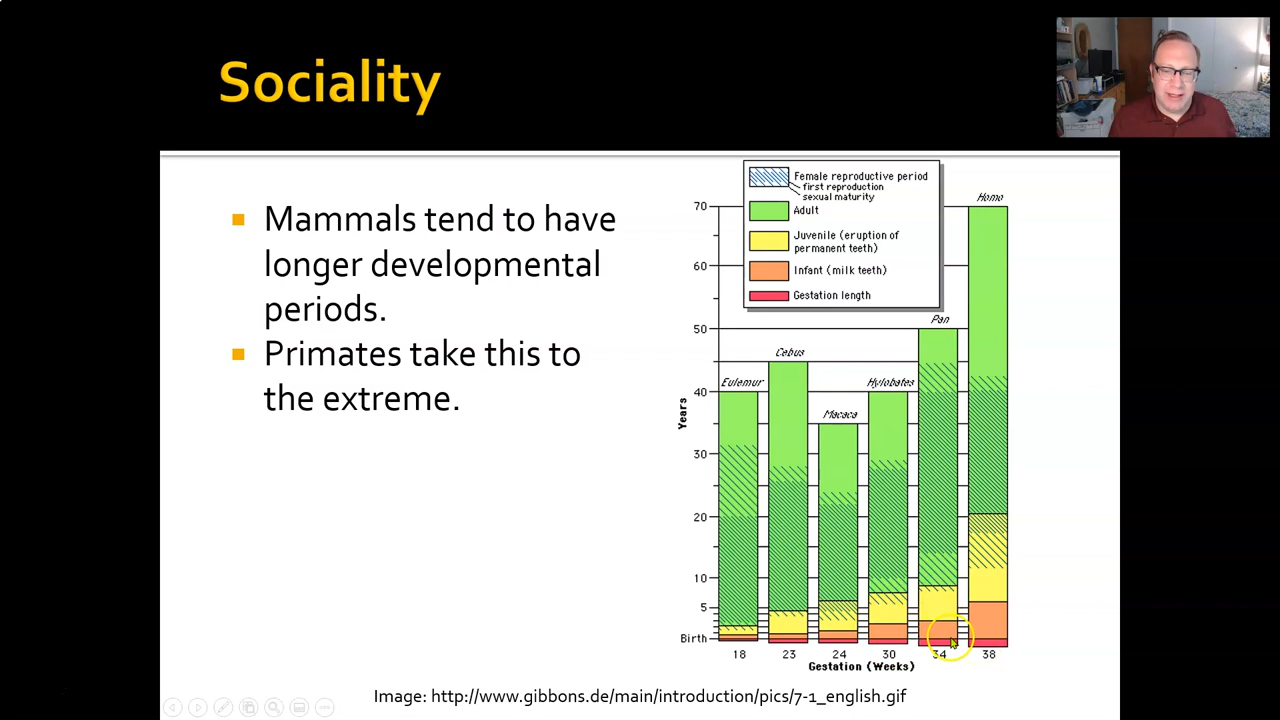 Sociality
Mammals tend to have
longer developmental
periods.
Primates take this to
the extreme.
Female reproductive period
first reproduction
sexual maturity
Adult
Juvenile (eruption of
permanent teeth)
Infant (milk teeth)
Gestation length
Homo
Pan
Cebus
Eulemur
Hylobates
Macaca
Years
70
60
50
40
30
20
10
5
Birth
18 23 24 30 34 38
Gestation (Weeks)
Image: http://www.gibbons.de/main/introduction/pics/7-1_english.gif